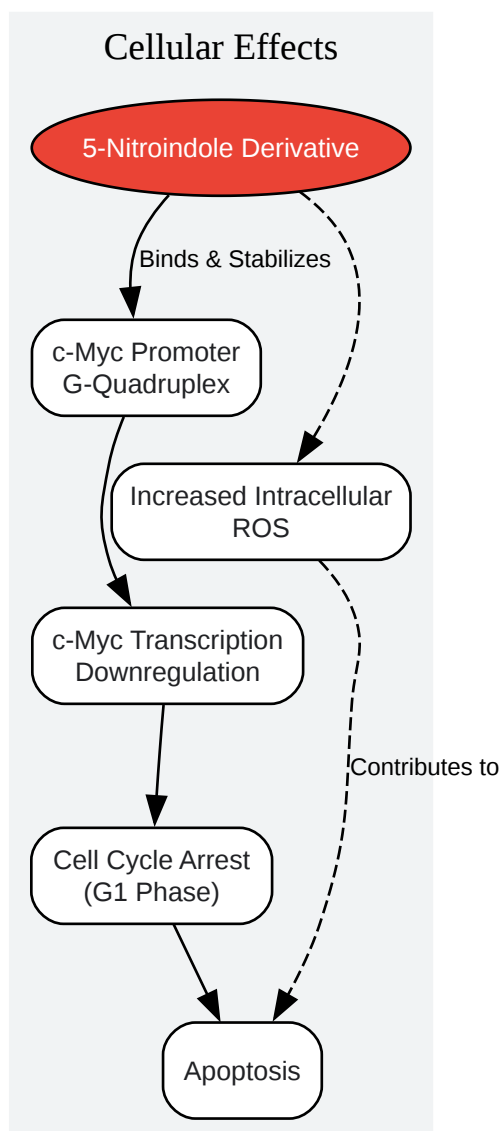 Cellular Effects
5-Nitroindole Derivative
Binds & Stabilizes
c-Myc Promoter
G-Quadruplex
Increased Intracellular
ROS
c-Myc Transcription
Downregulation
Contributes to
Cell Cycle Arrest
(G1 Phase)
Apoptosis